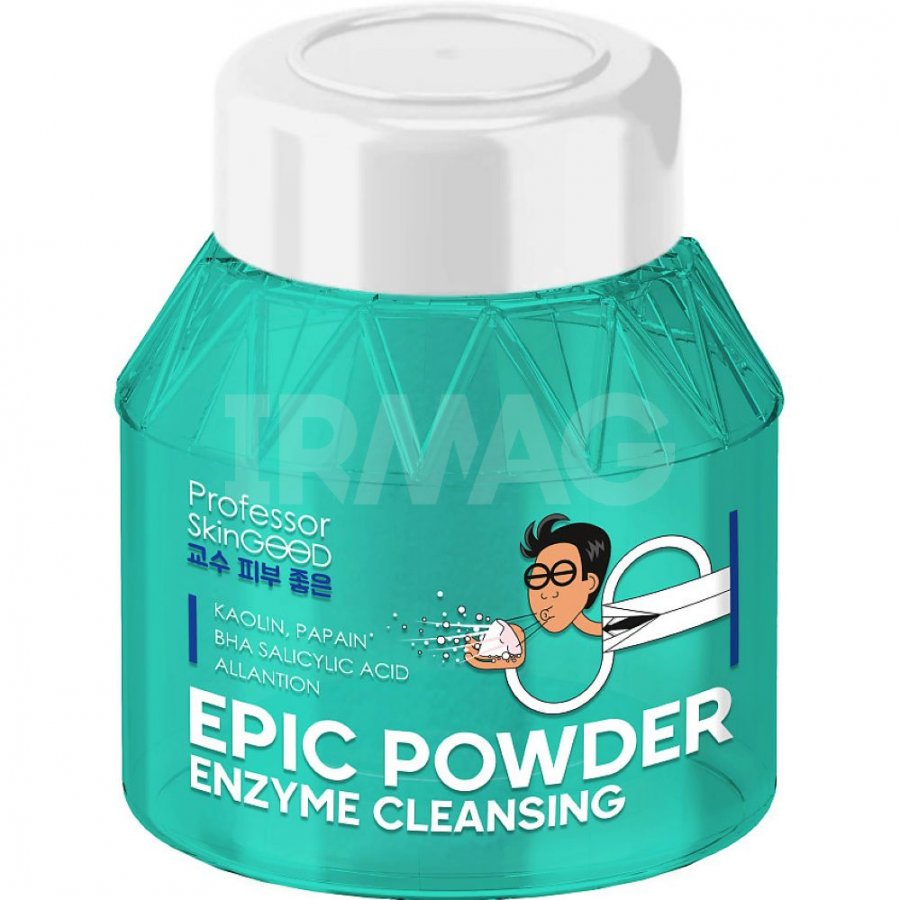 IRMAG
Professor
SkinGOOD
교수 피부 좋은
KAOLIN, PAPAIN*
BHA SALICYLIC ACID
ALLANTION
EPIC POWDER
ENZYME CLEANSING